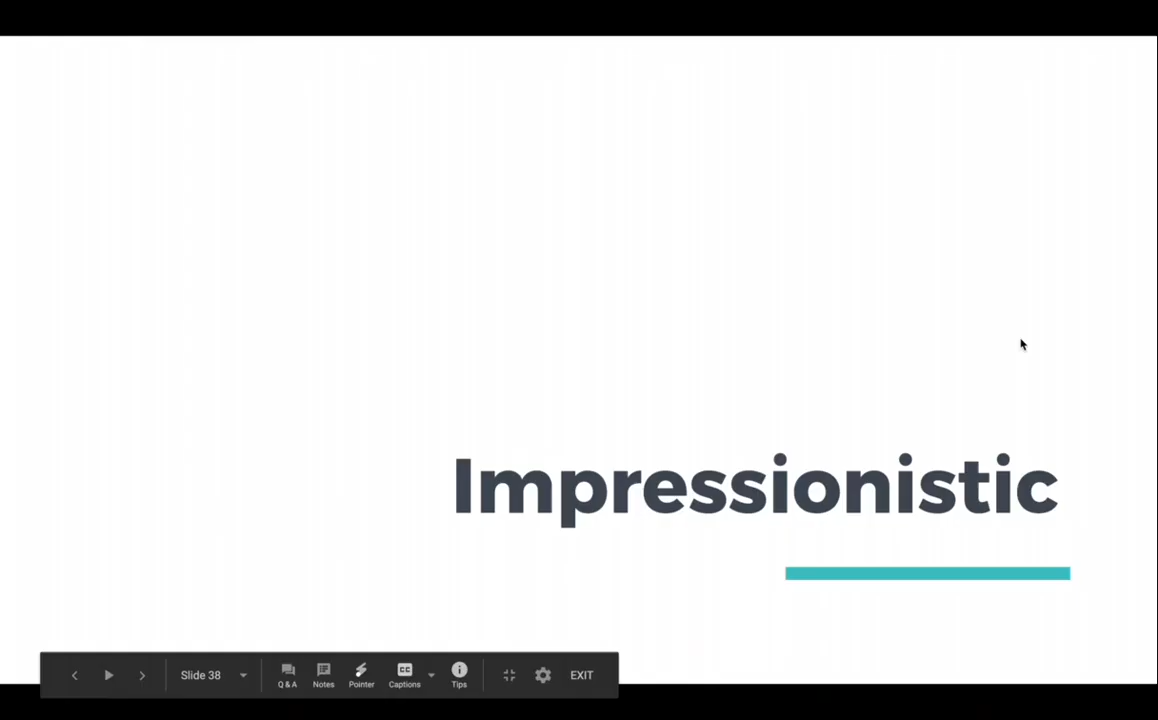 Impressionistic
Slide 38
Q & A
Notes
Pointer
CC
Captions
Tips
EXIT